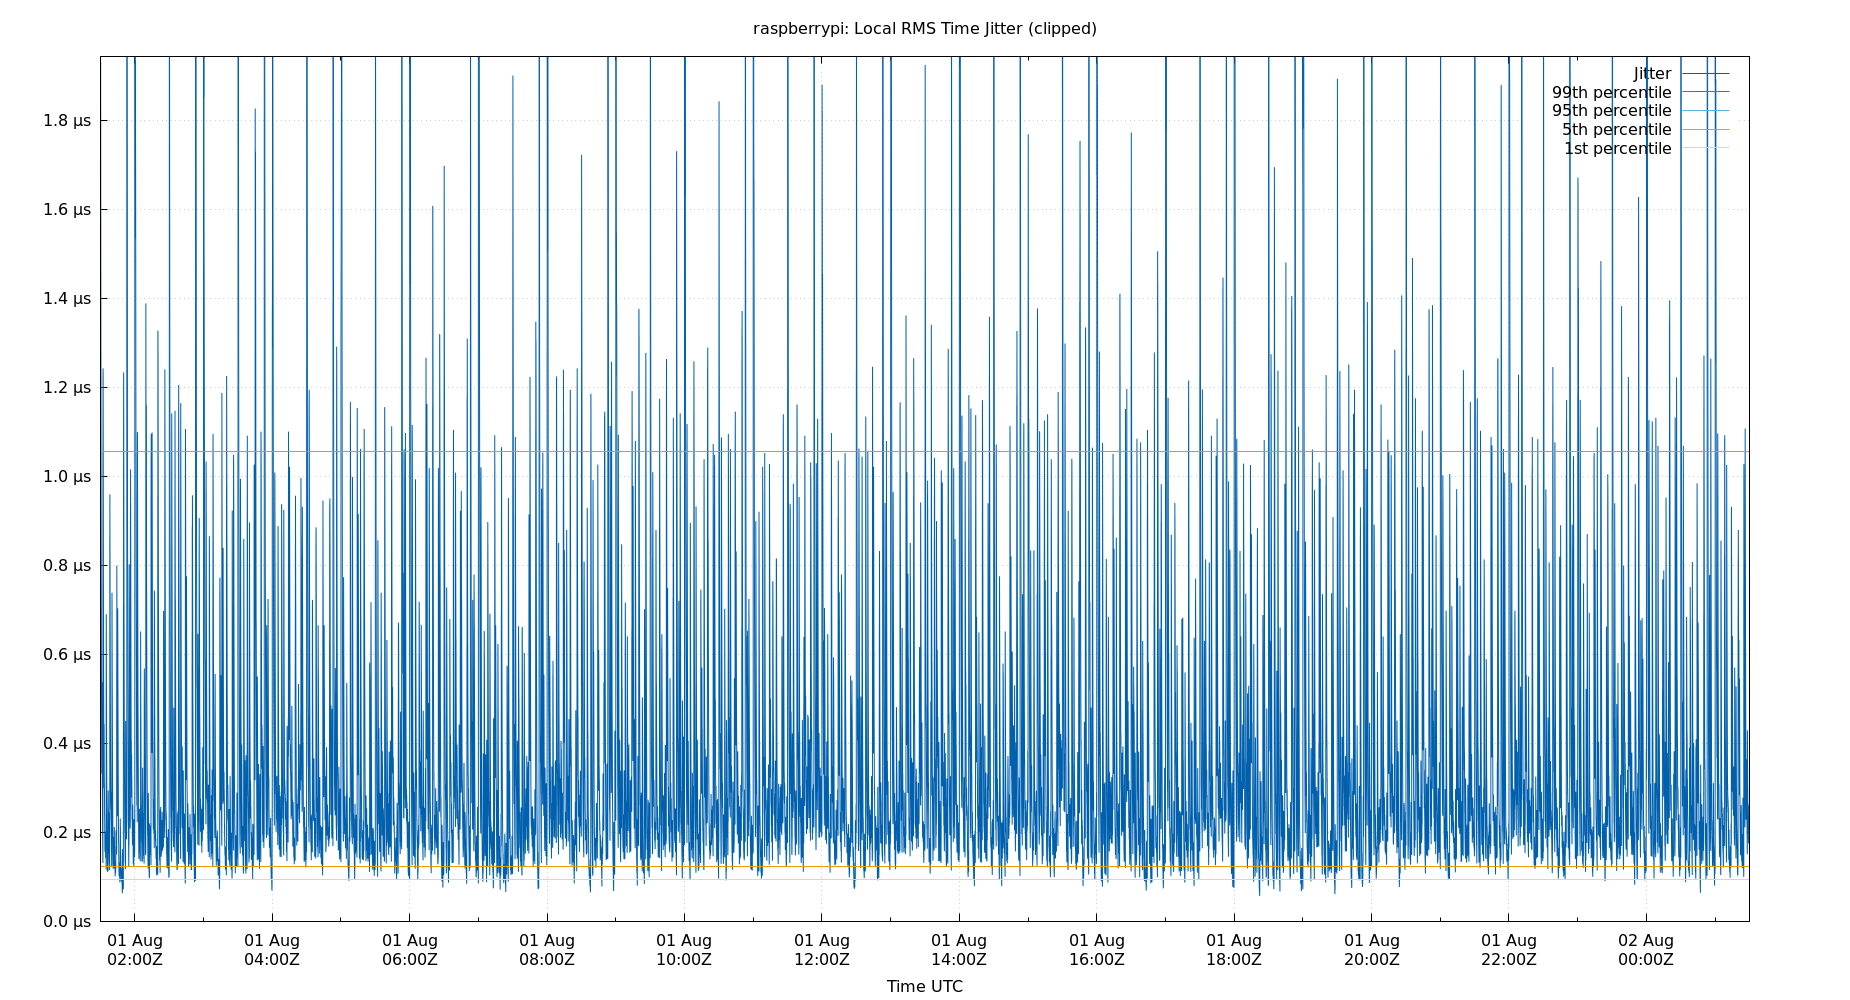 raspberrypi: Local RMS Time Jitter (clipped)
Jitter
99th percentile
95th percentile
5th percentile
1st percentile
1.8 µs
1.6 µs
1.4 µs
1.2 µs
1.0 µs
0.8 µs
0.6 µs
0.4 µs
0.2 µs
0.0 µs
01 Aug 01 Aug 01 Aug 01 Aug 01 Aug 01 Aug 01 Aug 01 Aug 01 Aug 01 Aug 01 Aug 02 Aug
02:00Z 04:00Z 06:00Z 08:00Z 10:00Z 12:00Z 14:00Z 16:00Z 18:00Z 20:00Z 22:00Z 00:00Z
Time UTC